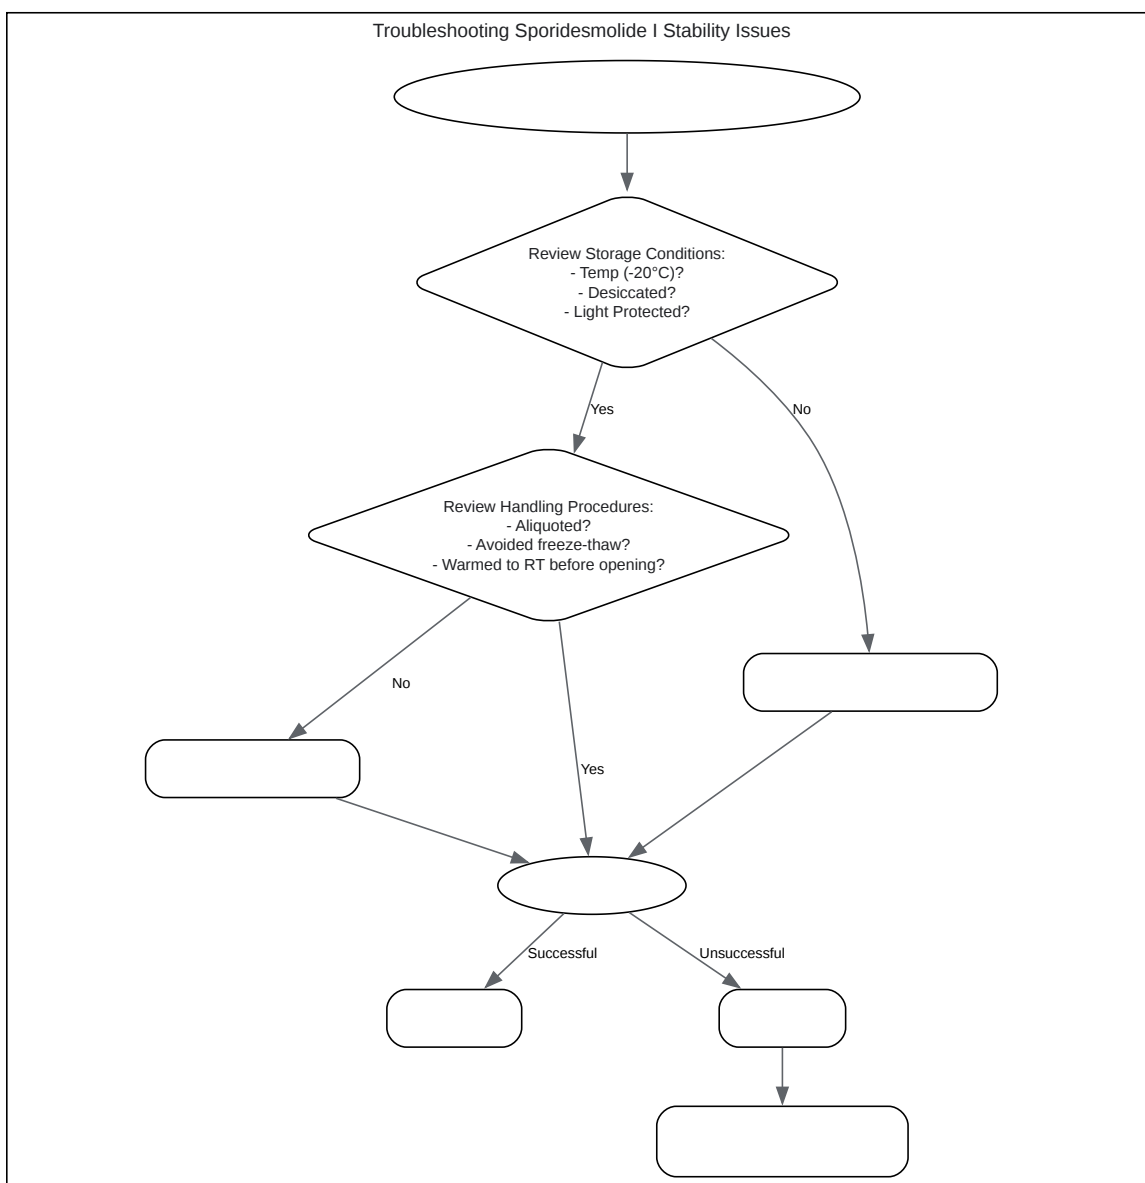 Troubleshooting Sporidesmolide I Stability Issues
Review Storage Conditions:
- Temp (-20°C)?
- Desiccated?
- Light Protected?
Yes
No
Review Handling Procedures:
- Aliquoted?
- Avoided freeze-thaw?
- Warmed to RT before opening?
No
Yes
Successful
Unsuccessful